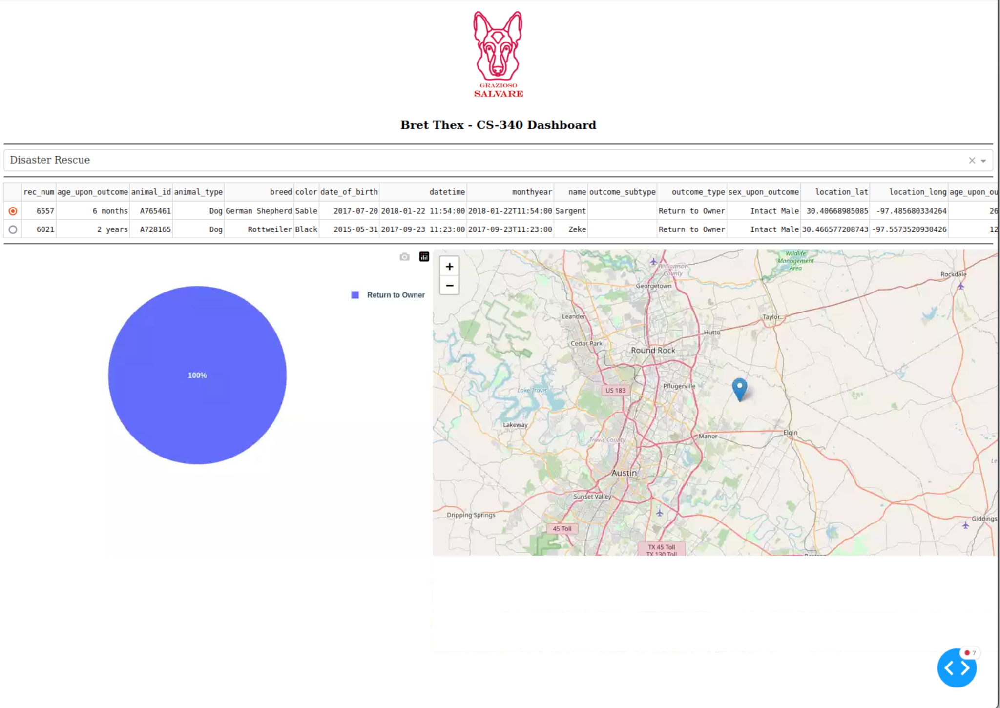 GRAZIOSO
SALVARE
Bret Thex - CS-340 Dashboard
Disaster Rescue
rec_num age_upon_outcome animal_id animal_type breed color date_of_birth datetime monthyear name outcome_subtype outcome_type sex_upon_outcome location_lat location_long age_upon_ou
6557 6 months A765461 Dog German Shepherd Sable 2017-07-20 2018-01-22 11:54:00 2018-01-22T11:54:00 Sargent Return to Owner Intact Male 30.40668985085 -97.485680334264 26
6021 2 years A728165 Dog Rottweiler Black 2015-05-31 2017-09-23 11:23:00 2017-09-23T11:23:00 Zeke Return to Owner Intact Male 30.466577208743 -97.5573520930426 12
Return to Owner
100%
+
−
Wildlife
Management
Area
Williamson
County
Rockdale
Georgetown
Leander
Taylor
Hutto
Cedar Park
Round Rock
Lake Travis
US 183
Pflugerville
Lakeway
Manor
Elgin
Travis County
Le
Austin
Sunset Valley
Dripping Springs
Giddings
45 Toll
TX 45 Toll
TX 130 Toll
7